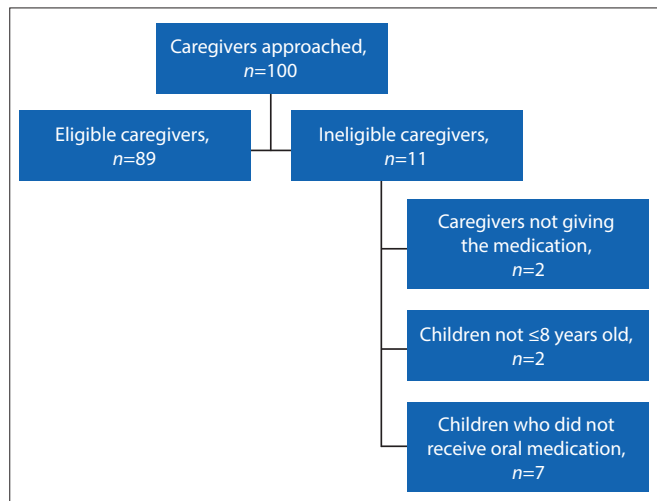 Caregivers approached,
n=100
Eligible caregivers,
n=89
Ineligible caregivers,
n=11
Caregivers not giving
the medication,
n=2
Children not ≤8 years old,
n=2
Children who did not
receive oral medication,
n=7